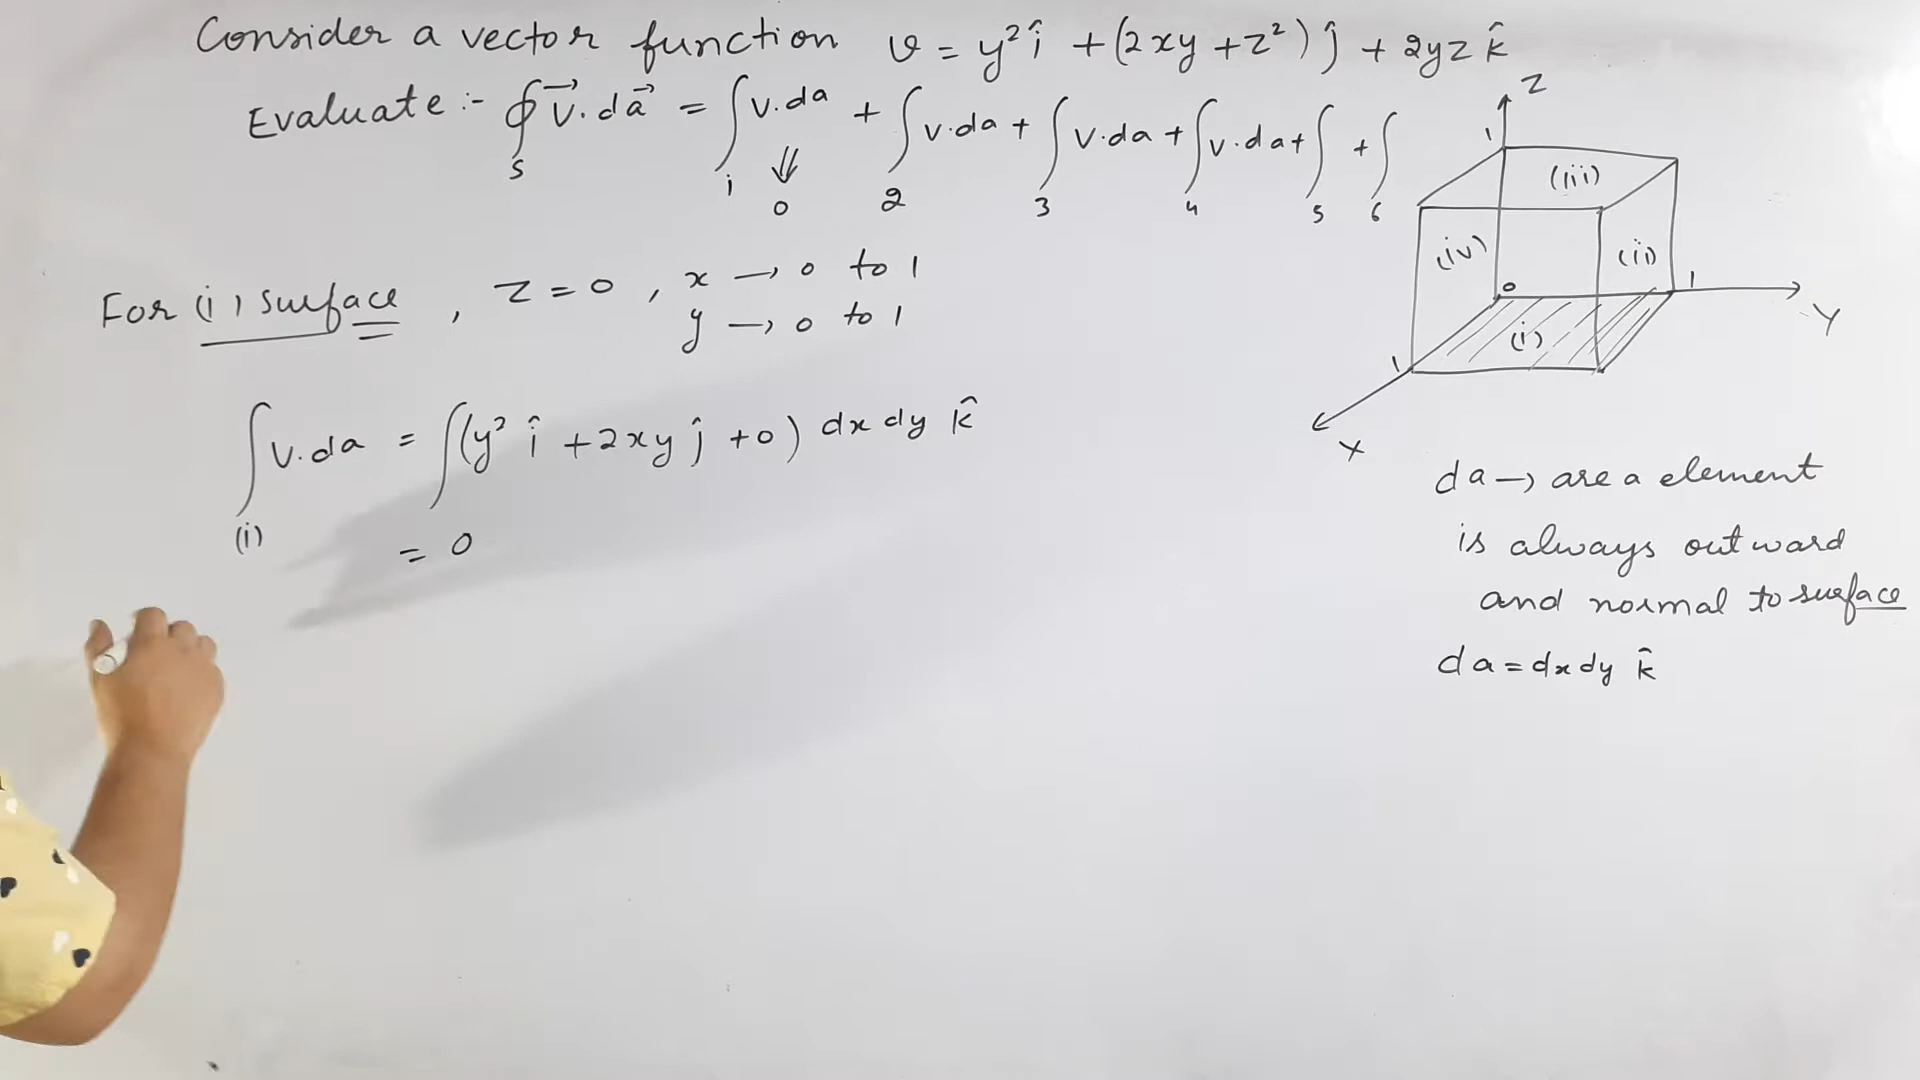 Consider a vector function v = y² î + (2xy + z²) ĵ + 2yz k̂
Evaluate :- ∮ v⃗ . da⃗ = ∫ v.da + ∫ v.da + ∫ v.da + ∫ v.da + ∫ + ∫
S i ⇓ 2 3 4 5 6
0
Z
1
(iii)
(iv) (ii)
0 1
Y
(i)
1
X
For (i) surface , Z = 0 , x → 0 to 1
y → 0 to 1
∫ v.da = ∫ (y² î + 2xy ĵ + 0) dx dy k̂
(i)
= 0
da → are a element
is always outward
and normal to surface
da = dx dy k̂